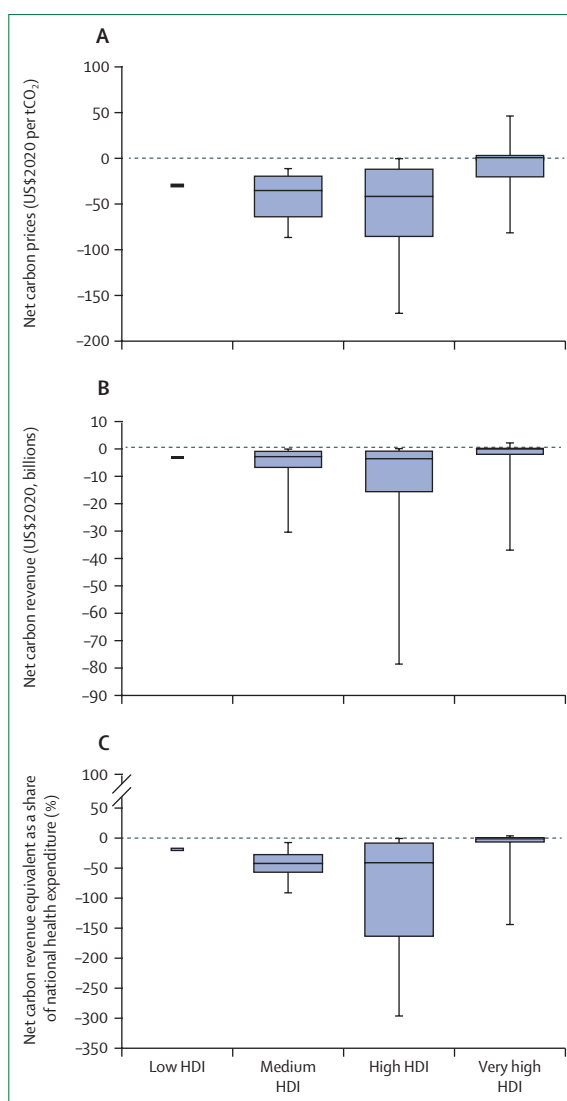 A
Net carbon prices (US$2020 per tCO₂)
100
50
0
–50
–100
–150
–200
B
Net carbon revenue (US$2020, billions)
10
0
–10
–20
–30
–40
–50
–60
–70
–80
–90
C
Net carbon revenue equivalent as a share
of national health expenditure (%)
100
50
0
–50
–100
–150
–200
–250
–300
–350
Low HDI
Medium
HDI
High HDI
Very high
HDI